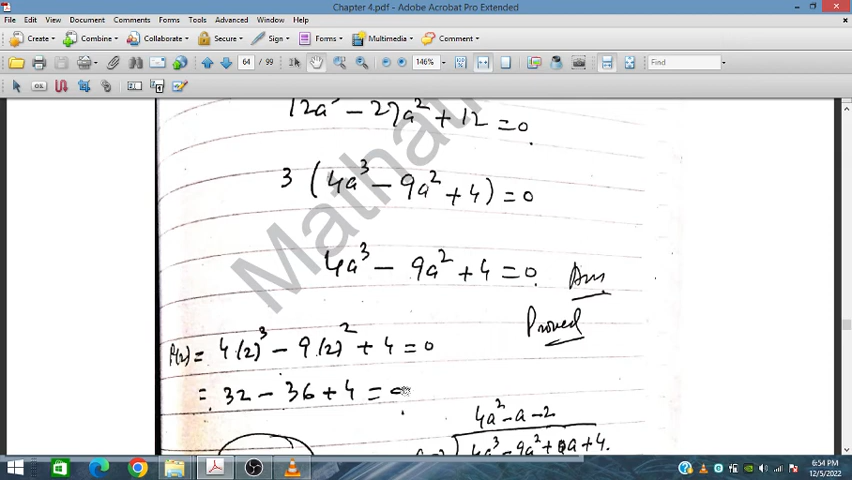 Chapter 4.pdf - Adobe Acrobat Pro Extended
File Edit View Document Comments Forms Tools Advanced Window Help
Create Combine Collaborate Secure Sign Forms Multimedia Comment
64 / 99 146% Find
12a³ - 27a² + 12 = 0
3 (4a³ - 9a² + 4) = 0
4a³ - 9a² + 4 = 0 Ans
Proved
P(2) = 4(2)³ - 9(2)² + 4 = 0
= 32 - 36 + 4 = 0
4a² - a - 2
4a³ - 9a² + 0a + 4
6:54 PM
12/5/2022